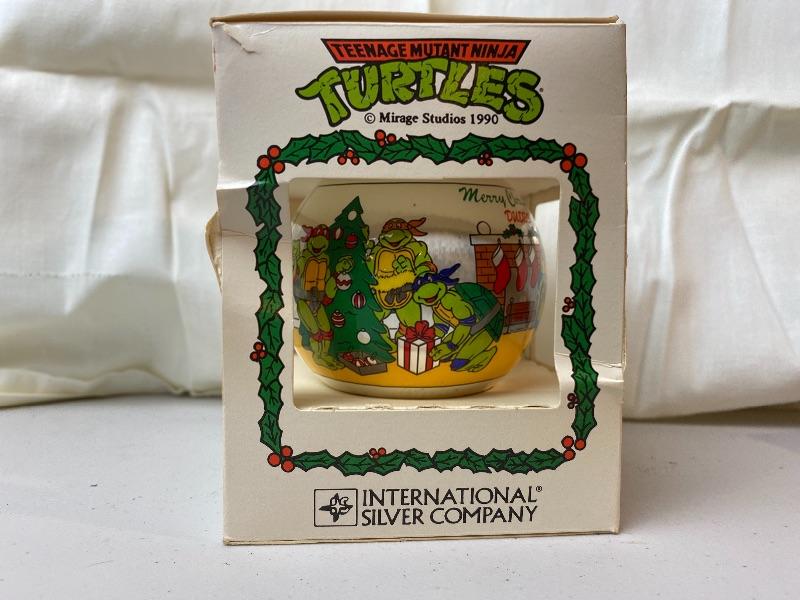 TEENAGE MUTANT NINJA
TURTLES®
© Mirage Studios 1990
Merry
INTERNATIONAL®
SILVER COMPANY